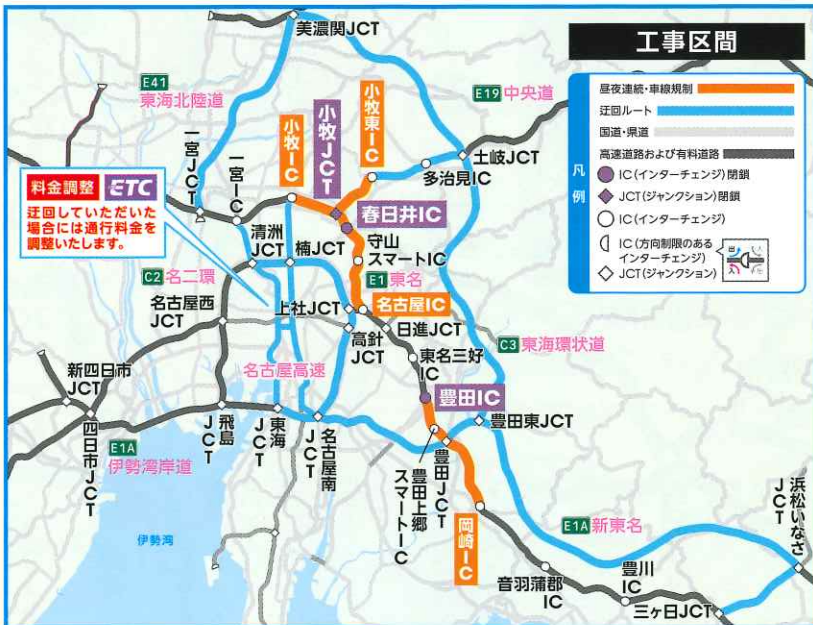 工事区間
昼夜連続・車線規制
迂回ルート
国道・県道
高速道路および有料道路
IC(インターチェンジ)閉鎖
JCT(ジャンクション)閉鎖
IC(インターチェンジ)
IC(方向制限のある
インターチェンジ)
JCT(ジャンクション)
凡例
出
入
美濃関JCT
E41
東海北陸道
E19 中央道
一宮JCT
一宮IC
小牧IC
小牧JCT
小牧東IC
土岐JCT
多治見IC
料金調整 ETC
迂回していただいた
場合には通行料金を
調整いたします。
春日井IC
清洲
JCT
楠JCT
守山
スマートIC
C2 名二環
E1 東名
名古屋西
JCT
上社JCT
名古屋IC
日進JCT
高針
JCT
C3 東海環状道
東名三好
IC
名古屋高速
新四日市
JCT
豊田IC
豊田東JCT
四日市JCT
飛島
JCT
東海
JCT
名古屋南
JCT
豊田JCT
豊田上郷
スマートIC
E1A
伊勢湾岸道
岡崎IC
E1A 新東名
浜松いなさ
JCT
伊勢湾
音羽蒲郡
IC
豊川
IC
三ヶ日JCT